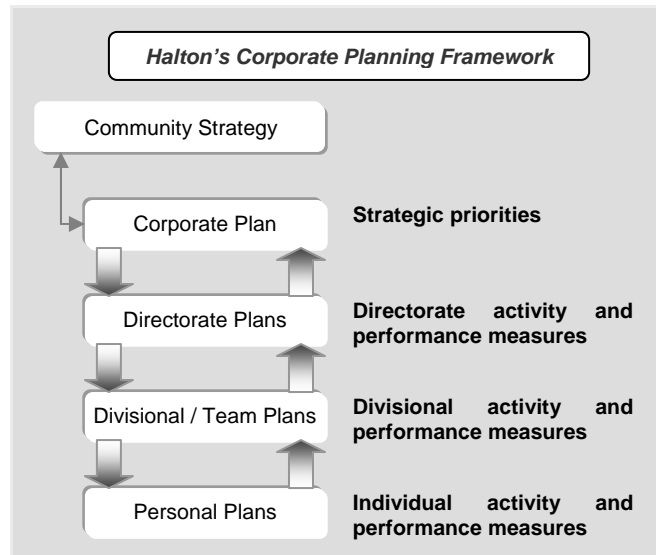 Halton's Corporate Planning Framework
Community Strategy
Corporate Plan
Strategic priorities
Directorate Plans
Directorate activity and
performance measures
Divisional / Team Plans
Divisional activity and
performance measures
Personal Plans
Individual activity and
performance measures